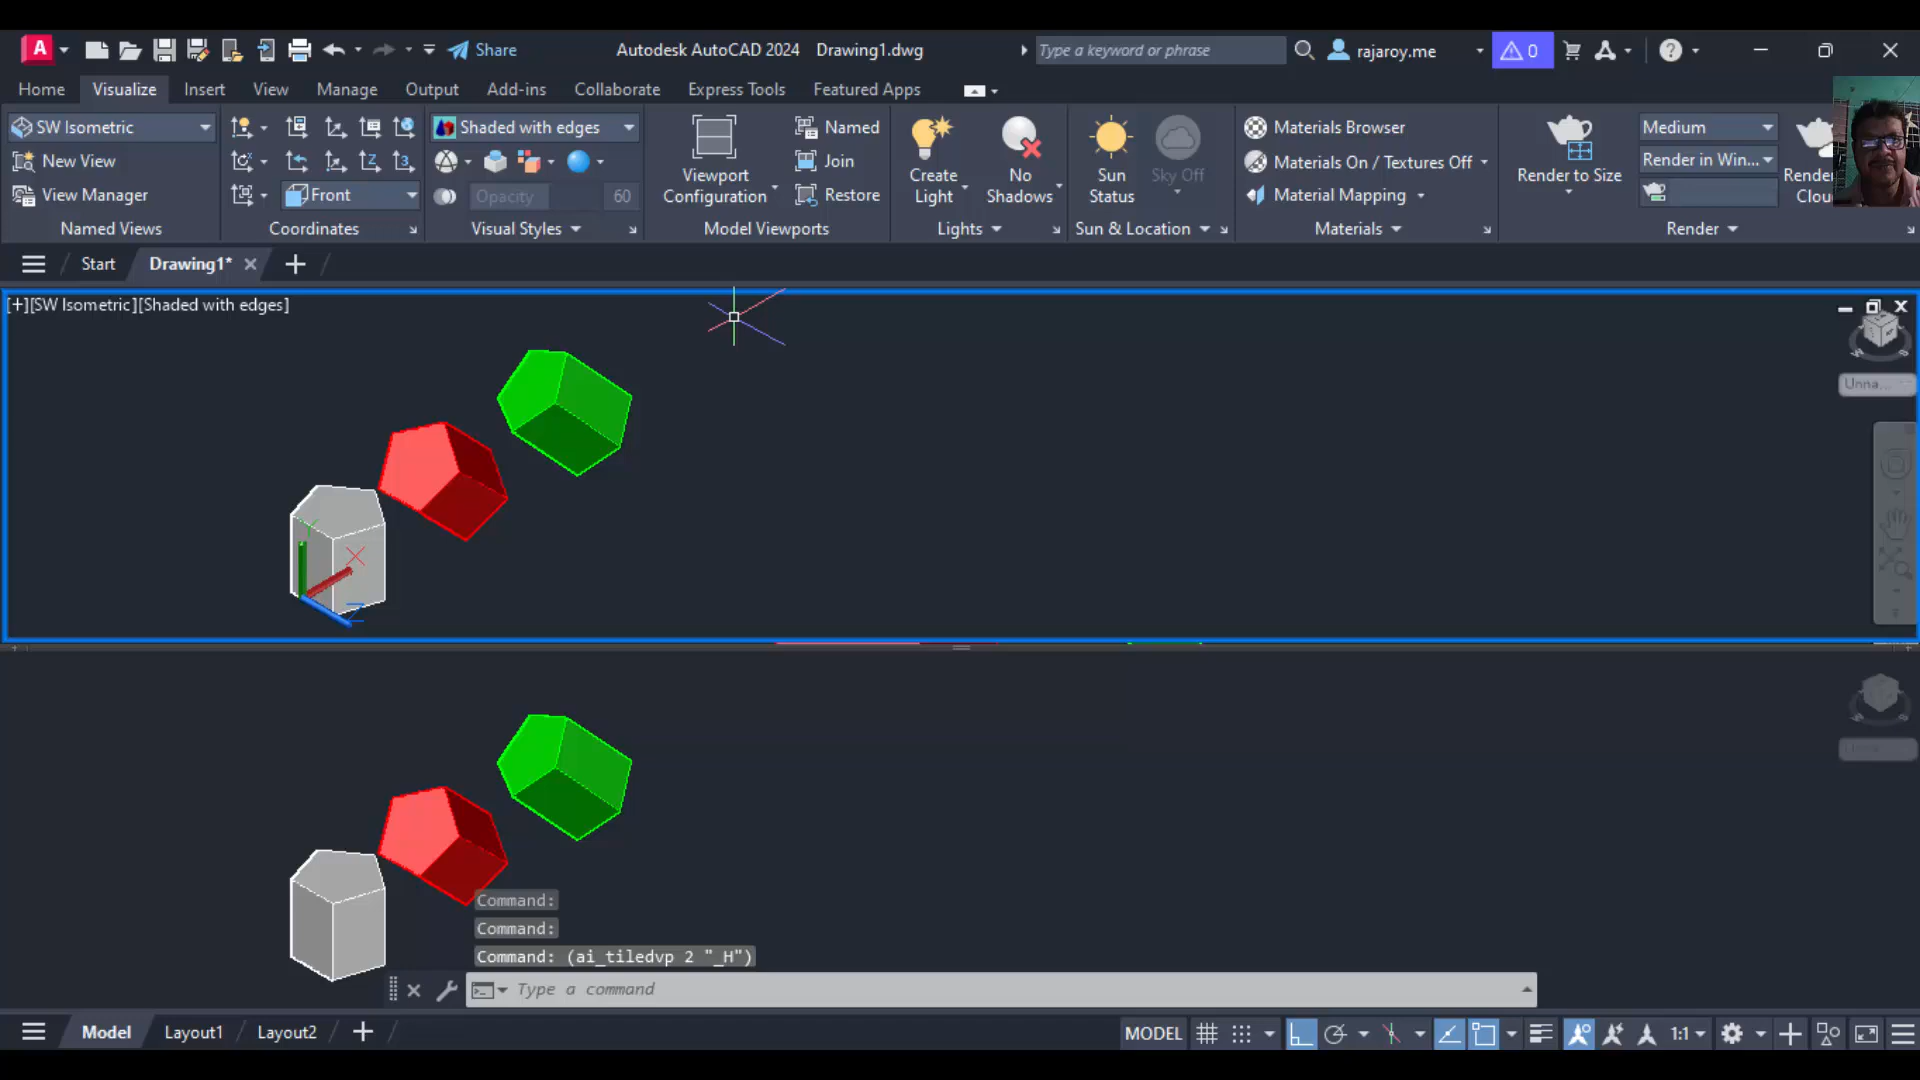 A Share Autodesk AutoCAD 2024 Drawing1.dwg Type a keyword or phrase rajaroy.me 0
Home Visualize Insert View Manage Output Add-ins Collaborate Express Tools Featured Apps
SW Isometric Shaded with edges Named Materials Browser Medium
New View Join Materials On / Textures Off Render in Win...
View Manager Front Opacity 60 Restore Material Mapping
Viewport Configuration
Create Light
No Shadows
Sun Status
Sky Off
Render to Size
Named Views Coordinates Visual Styles Model Viewports Lights Sun & Location Materials Render
Start Drawing1* +
[+][SW Isometric][Shaded with edges]
Unna...
Y
X
Z
Command:
Command:
Command: (ai_tiledvp 2 "_H")
Type a command
Model Layout1 Layout2 + MODEL 1:1